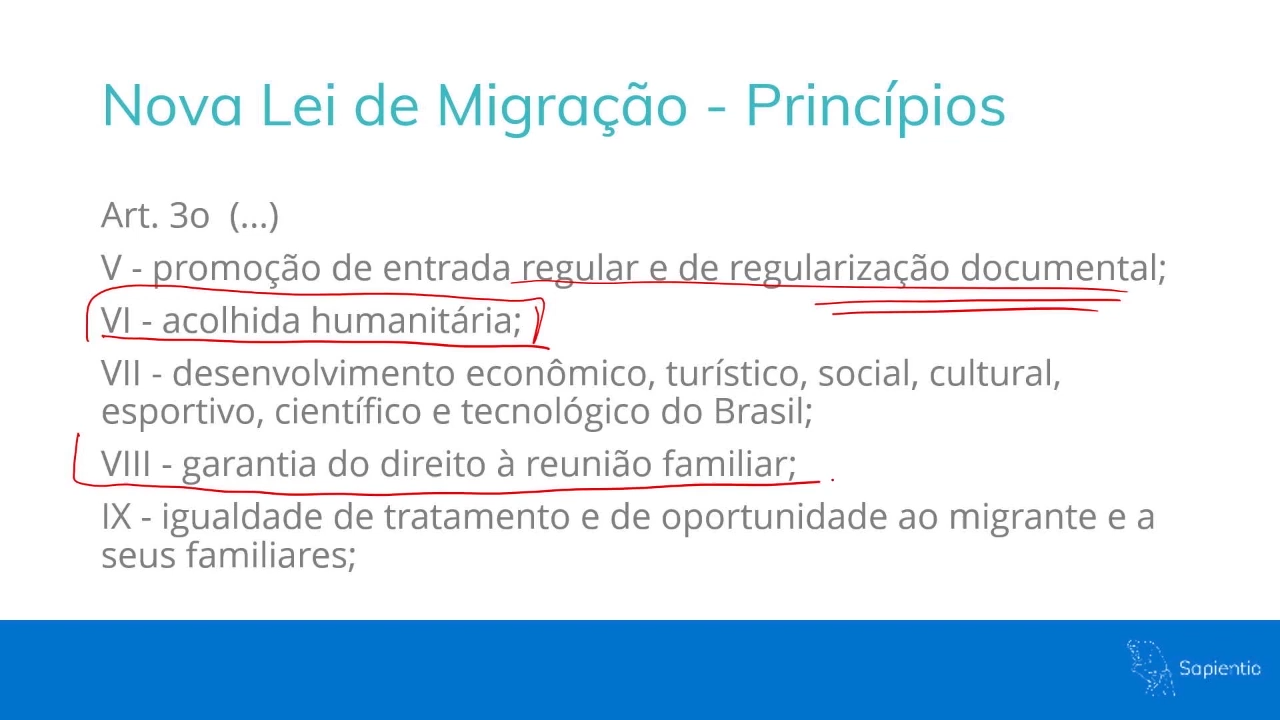 Nova Lei de Migração - Princípios
Art. 3o (...)
V - promoção de entrada regular e de regularização documental;
VI - acolhida humanitária;
VII - desenvolvimento econômico, turístico, social, cultural,
esportivo, científico e tecnológico do Brasil;
VIII - garantia do direito à reunião familiar;
IX - igualdade de tratamento e de oportunidade ao migrante e a
seus familiares;
Sapientia